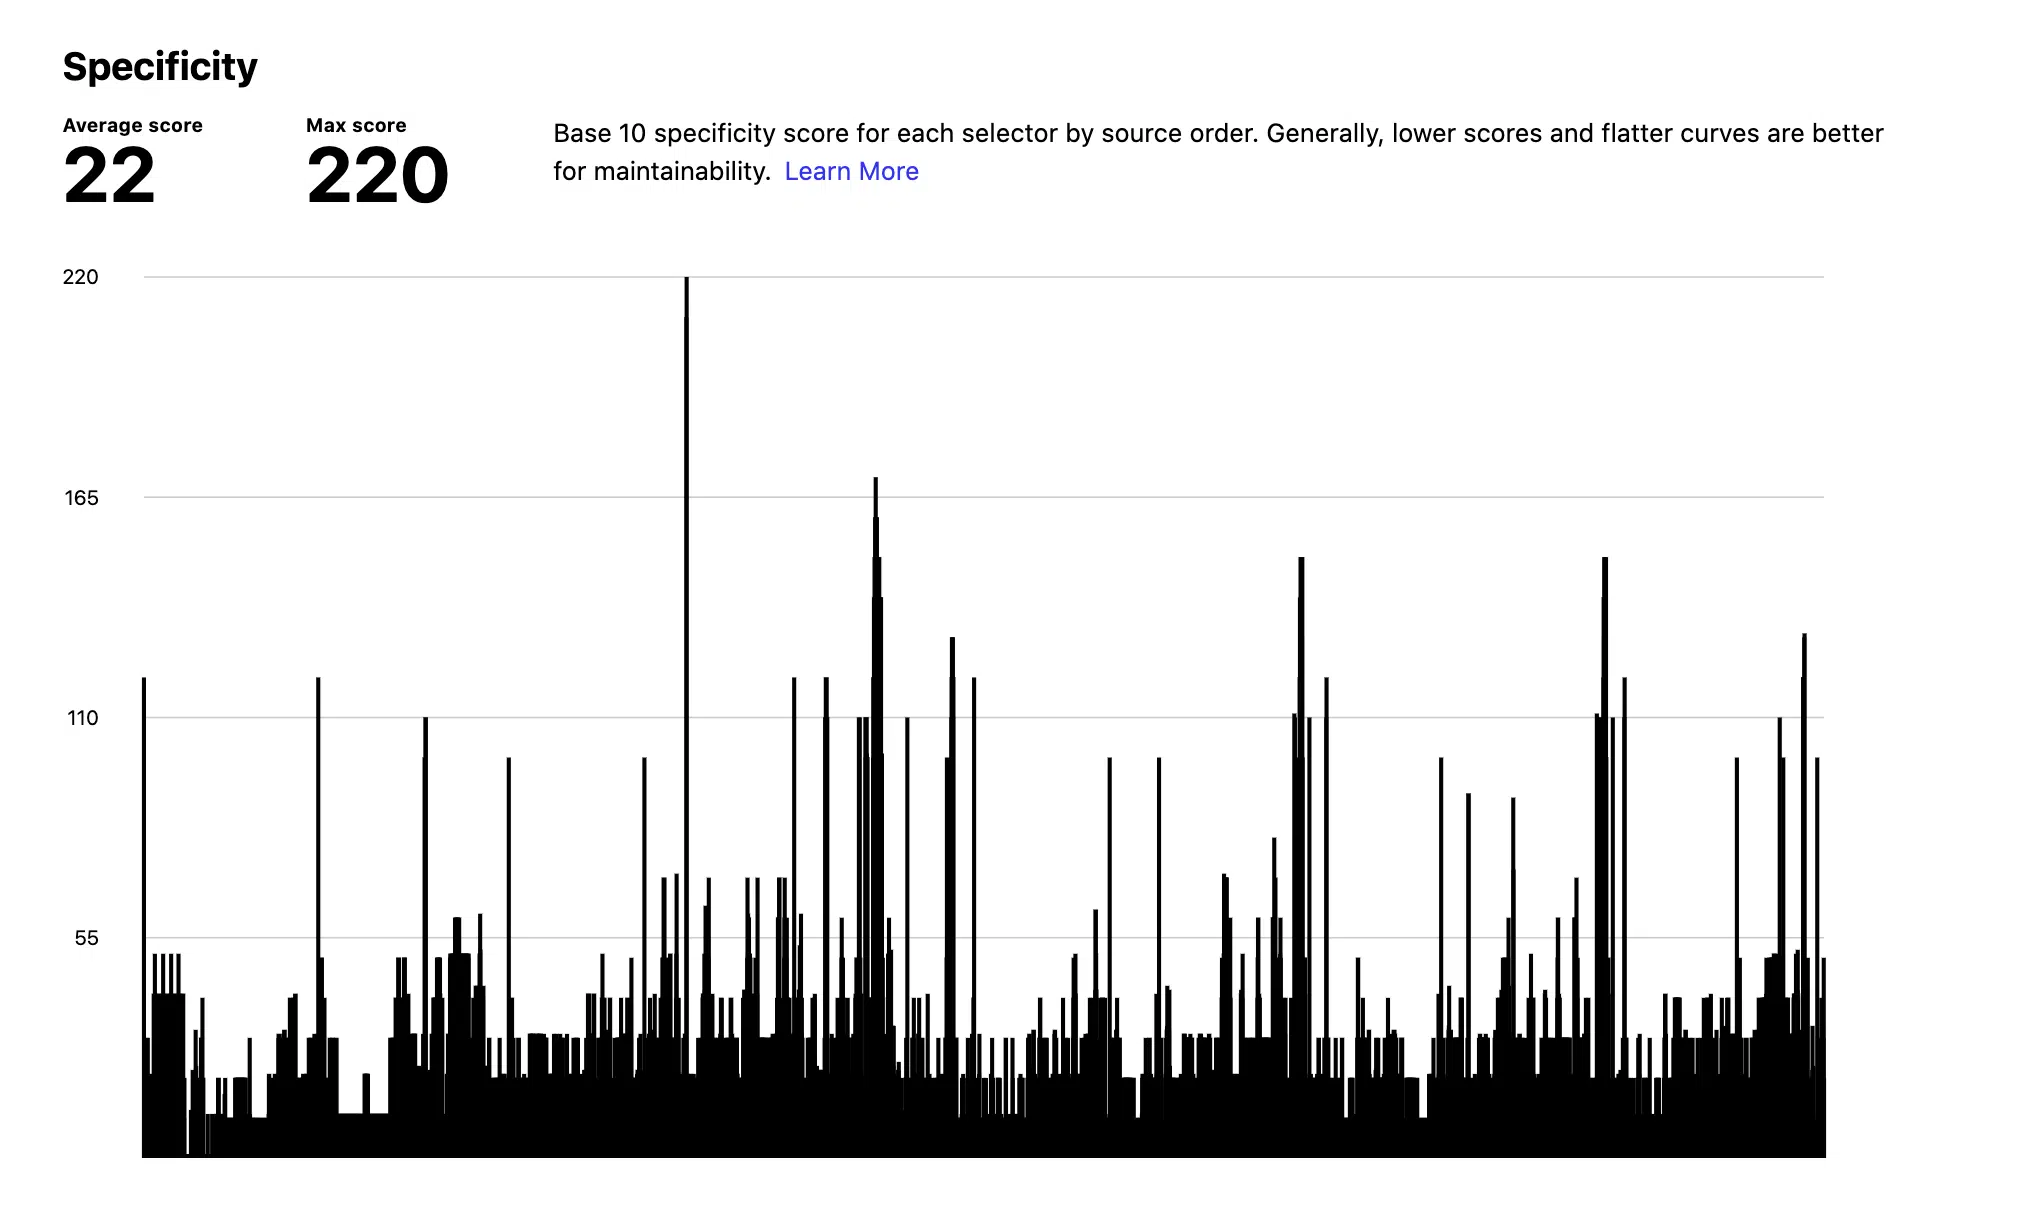 Specificity
Average score
22
Max score
220
Base 10 specificity score for each selector by source order. Generally, lower scores and flatter curves are better
for maintainability. Learn More
220
165
110
55